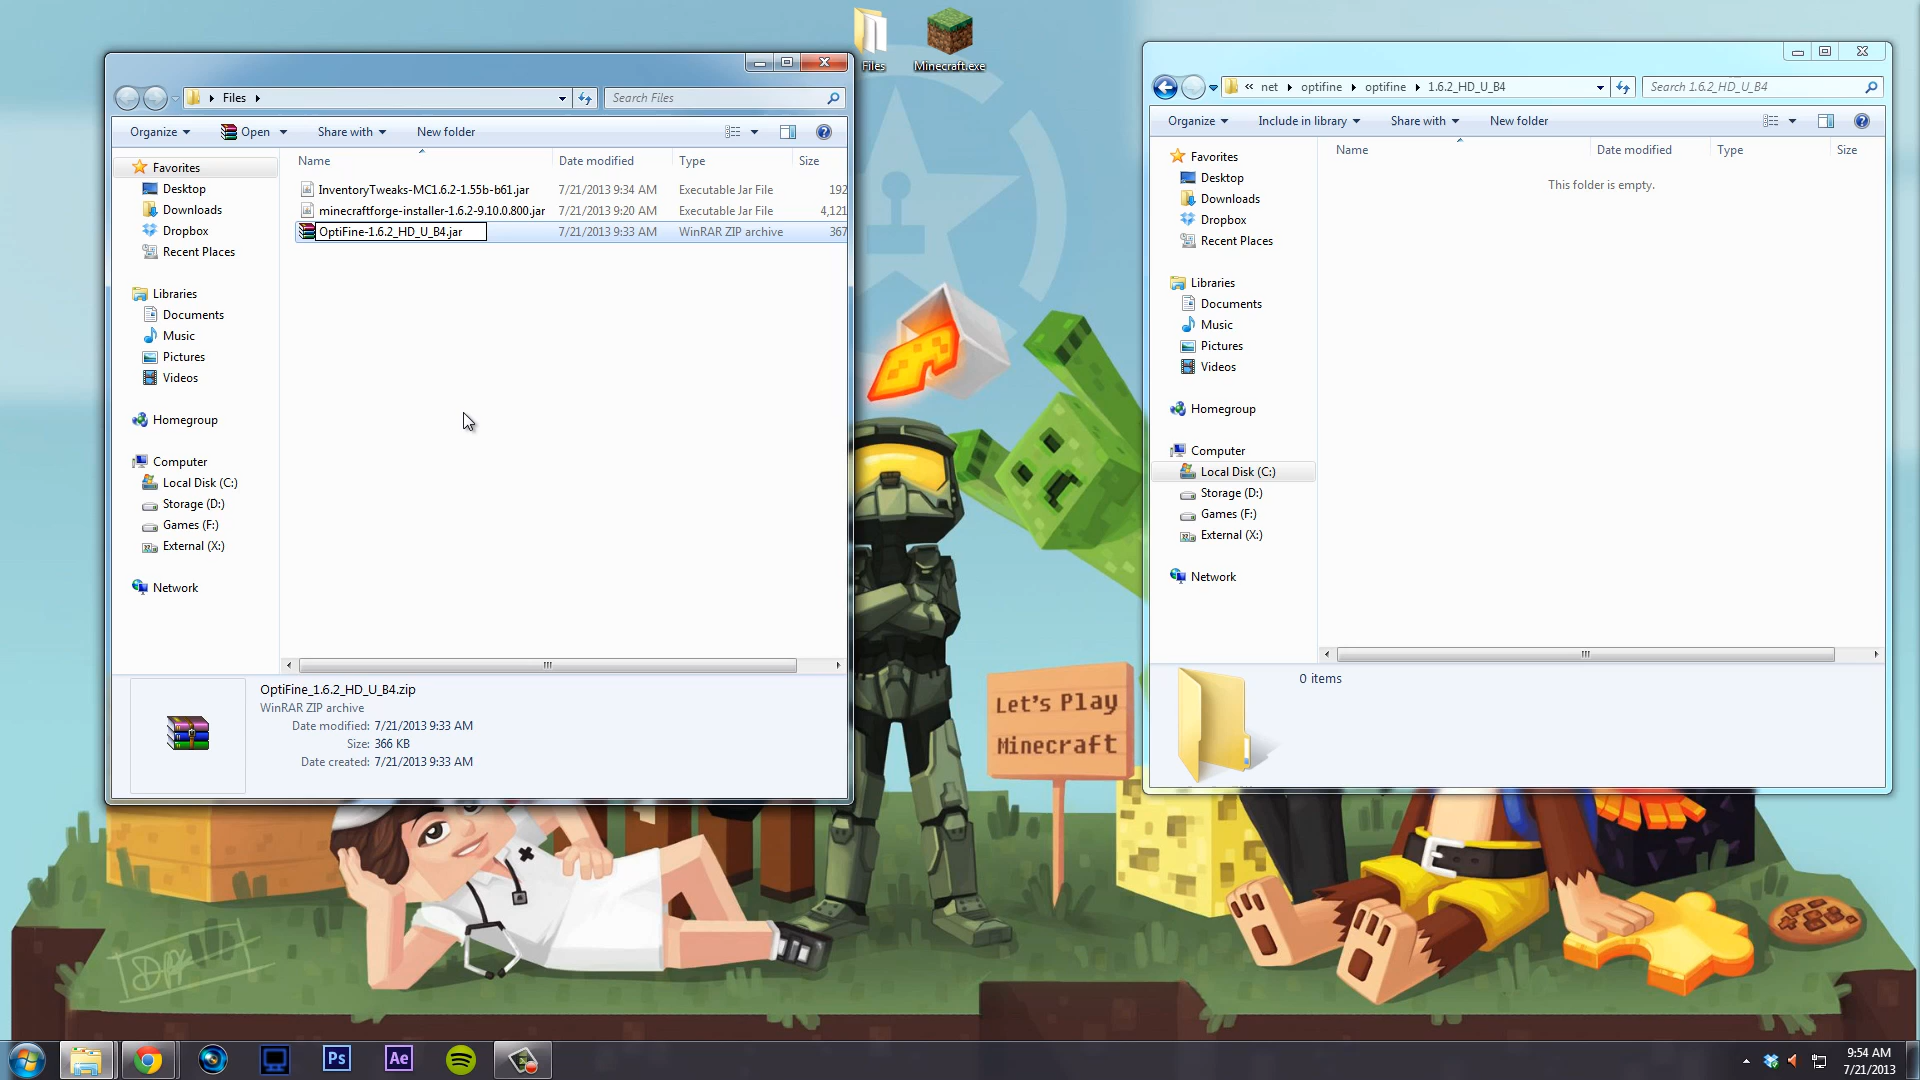 Files
Minecraft.exe
Files
Search Files
Organize
Open
Share with
New folder
Name
Date modified
Type
Size
InventoryTweaks-MC1.6.2-1.55b-b61.jar
7/21/2013 9:34 AM
Executable Jar File
192
minecraftforge-installer-1.6.2-9.10.0.800.jar
7/21/2013 9:20 AM
Executable Jar File
4,121
OptiFine-1.6.2_HD_U_B4.jar
7/21/2013 9:33 AM
WinRAR ZIP archive
367
Favorites
Desktop
Downloads
Dropbox
Recent Places
Libraries
Documents
Music
Pictures
Videos
Homegroup
Computer
Local Disk (C:)
Storage (D:)
Games (F:)
External (X:)
Network
OptiFine_1.6.2_HD_U_B4.zip
WinRAR ZIP archive
Date modified: 7/21/2013 9:33 AM
Size: 366 KB
Date created: 7/21/2013 9:33 AM
« net optifine optifine 1.6.2_HD_U_B4
Search 1.6.2_HD_U_B4
Organize
Include in library
Share with
New folder
Name
Date modified
Type
Size
This folder is empty.
Favorites
Desktop
Downloads
Dropbox
Recent Places
Libraries
Documents
Music
Pictures
Videos
Homegroup
Computer
Local Disk (C:)
Storage (D:)
Games (F:)
External (X:)
Network
0 items
Let's Play
Minecraft
Ps
Ae
9:54 AM
7/21/2013